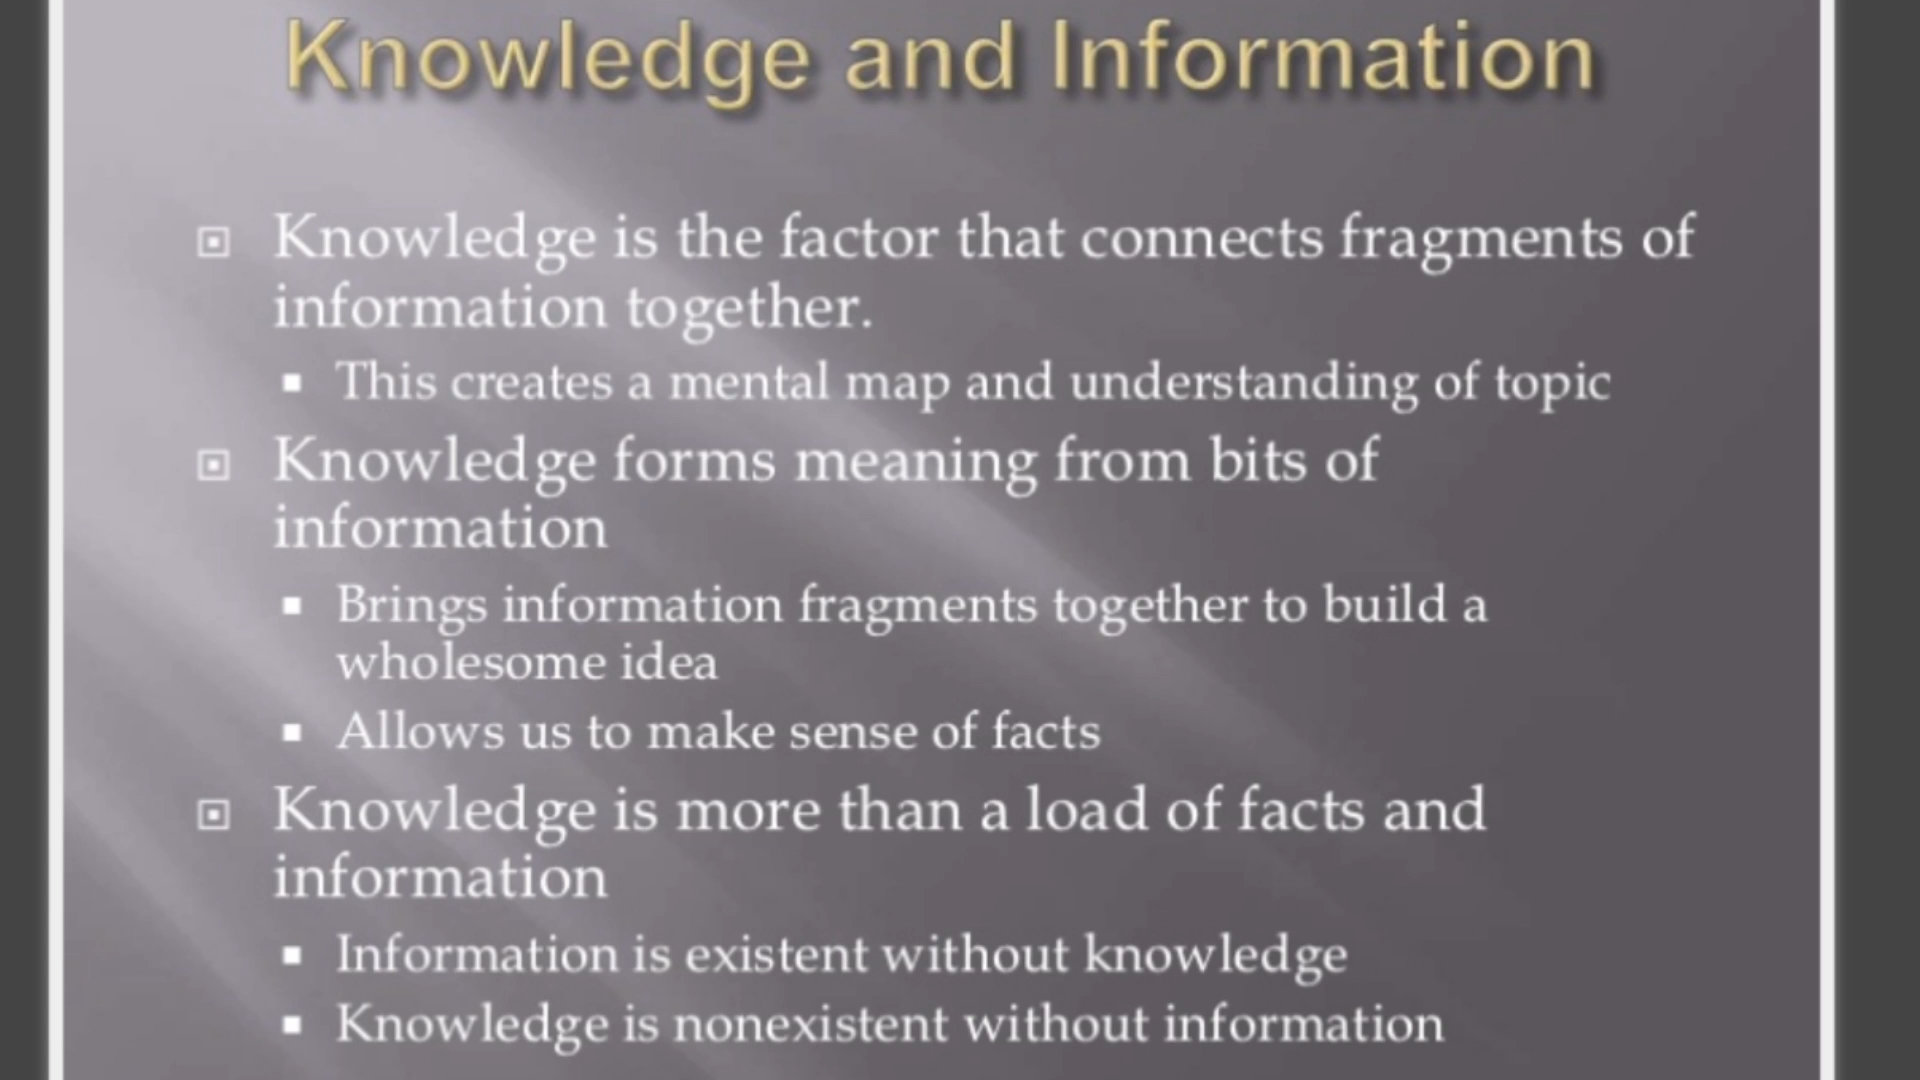 Knowledge and Information
Knowledge is the factor that connects fragments of
information together.
This creates a mental map and understanding of topic
Knowledge forms meaning from bits of
information
Brings information fragments together to build a
wholesome idea
Allows us to make sense of facts
Knowledge is more than a load of facts and
information
Information is existent without knowledge
Knowledge is nonexistent without information